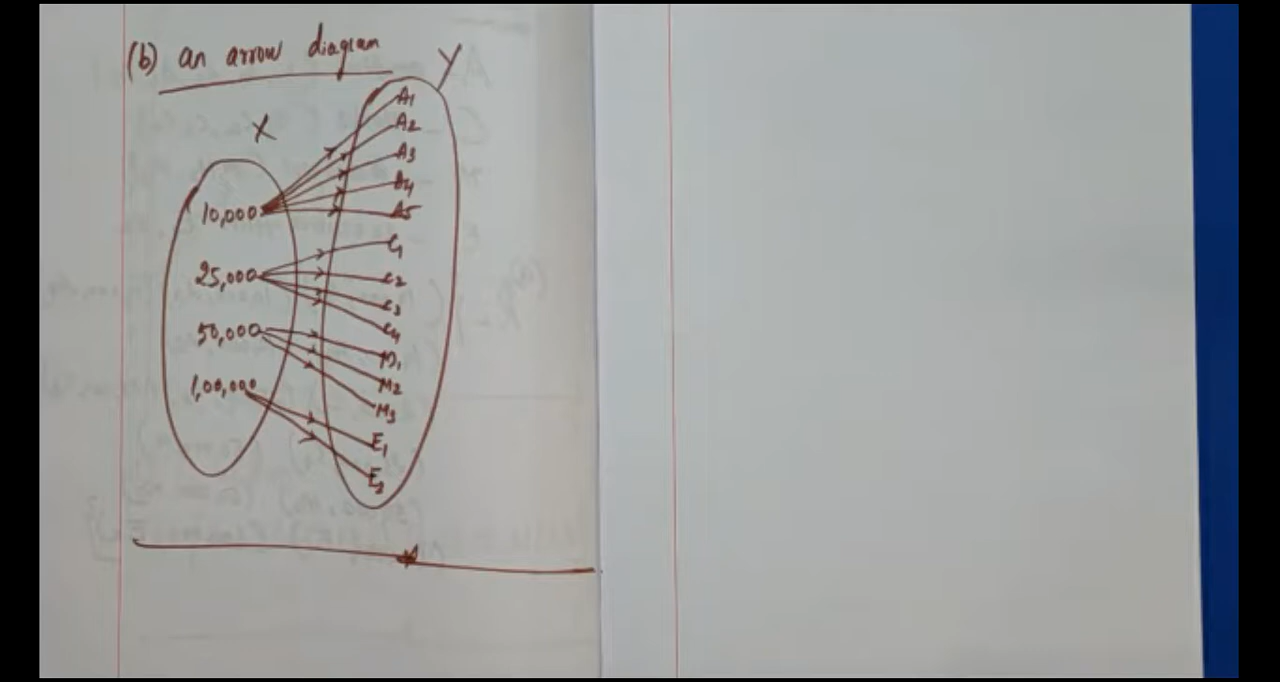 (b) an arrow diagram
Y
X
A1
A2
A3
A4
10,000 A5
C1
25,000 C2
C3
C4
50,000 M1
M2
1,00,000 M3
E1
E2